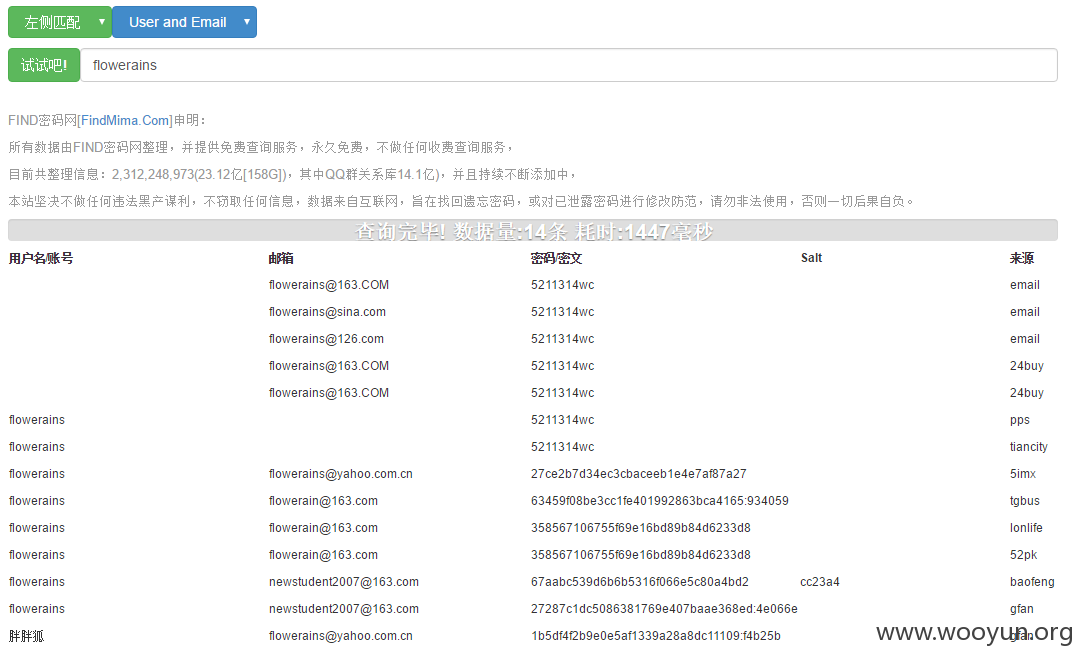 左侧匹配 User and Email
试试吧! flowerains
FIND密码网[FindMima.Com]申明：
所有数据由FIND密码网整理，并提供免费查询服务，永久免费，不做任何收费查询服务，
目前共整理信息：2,312,248,973(23.12亿[158G])，其中QQ群关系库14.1亿)，并且持续不断添加中，
本站坚决不做任何违法黑产谋利，不窃取任何信息，数据来自互联网，旨在找回遗忘密码，或对已泄露密码进行修改防范，请勿非法使用，否则一切后果自负。
查询完毕! 数据量:14条 耗时:1447毫秒
用户名/账号 邮箱 密码/密文 Salt 来源
flowerains@163.COM 5211314wc email
flowerains@sina.com 5211314wc email
flowerains@126.com 5211314wc email
flowerains@163.COM 5211314wc 24buy
flowerains@163.COM 5211314wc 24buy
flowerains 5211314wc pps
flowerains 5211314wc tiancity
flowerains flowerains@yahoo.com.cn 27ce2b7d34ec3cbaceeb1e4e7af87a27 5imx
flowerains flowerain@163.com 63459f08be3cc1fe401992863bca4165:934059 tgbus
flowerains flowerain@163.com 358567106755f69e16bd89b84d6233d8 lonlife
flowerains flowerain@163.com 358567106755f69e16bd89b84d6233d8 52pk
flowerains newstudent2007@163.com 67aabc539d6b6b5316f066e5c80a4bd2 cc23a4 baofeng
flowerains newstudent2007@163.com 27287c1dc5086381769e407baae368ed:4e066e gfan
胖胖狐 flowerains@yahoo.com.cn 1b5df4f2b9e0e5af1339a28a8dc11109:f4b25b gfan
www.wooyun.org